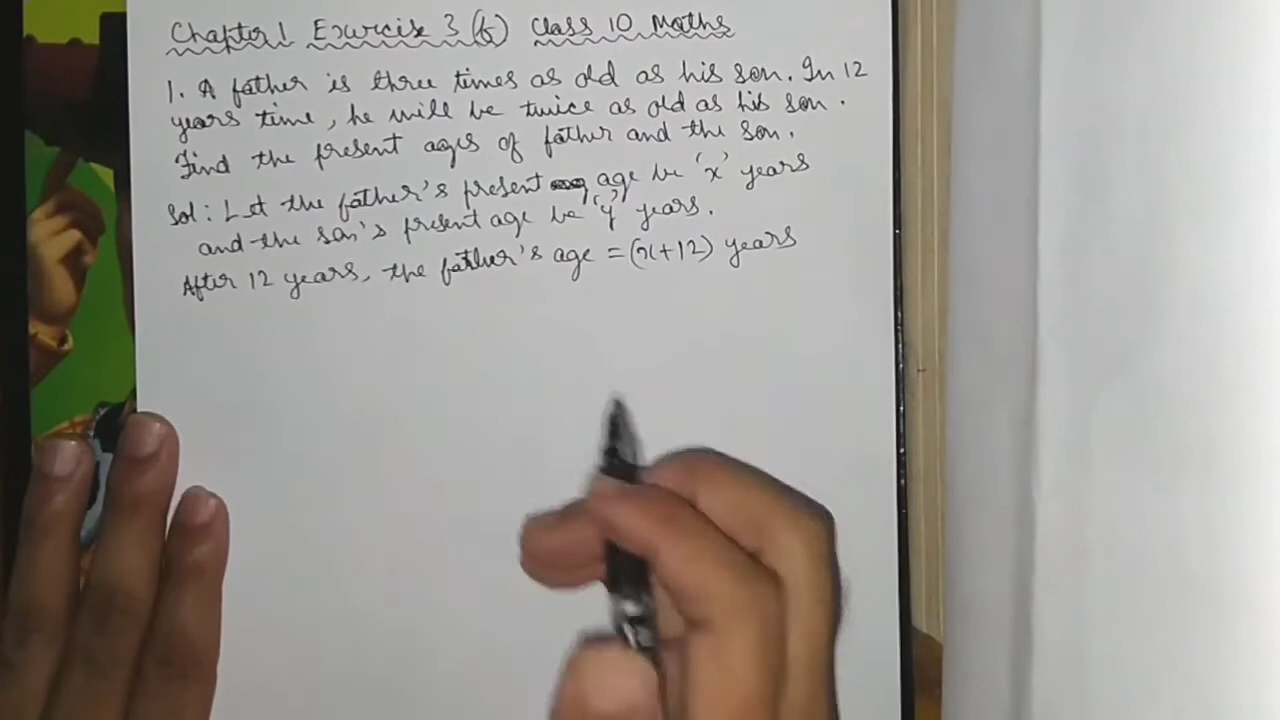 Chapter 1 Exercise 3 (b) Class 10 Maths
1. A father is three times as old as his son. In 12
years time, he will be twice as old as his son.
Find the present ages of father and the son.
Sol: Let the father's present age be 'x' years
and the son's present age be 'y' years.
After 12 years, the father's age = (x+12) years